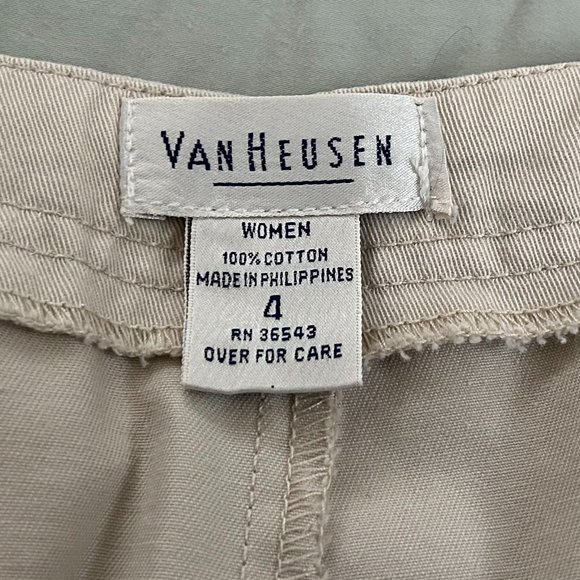 VAN HEUSEN
WOMEN
100% COTTON
MADE IN PHILIPPINES
4
RN 36543
OVER FOR CARE